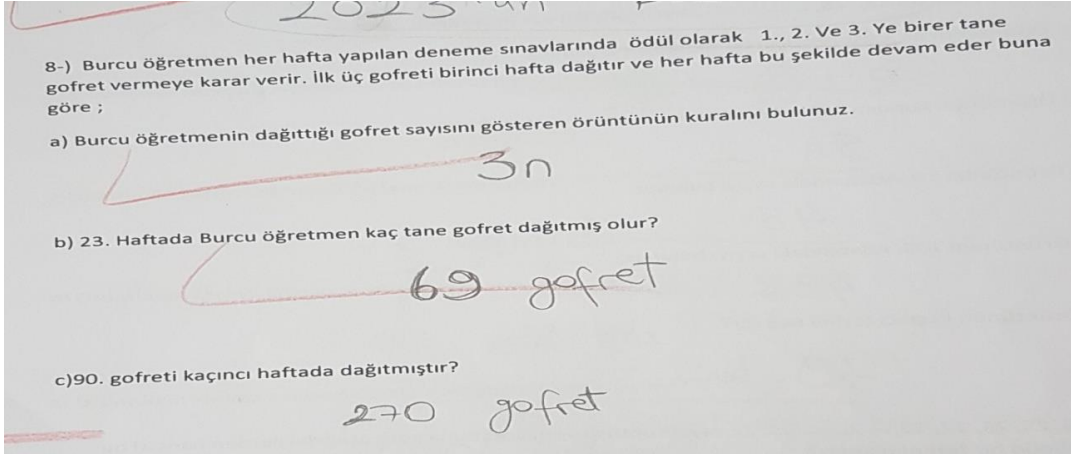 8-) Burcu öğretmen her hafta yapılan deneme sınavlarında ödül olarak 1., 2. Ve 3. Ye birer tane
gofret vermeye karar verir. İlk üç gofreti birinci hafta dağıtır ve her hafta bu şekilde devam eder buna
göre ;
a) Burcu öğretmenin dağıttığı gofret sayısını gösteren örüntünün kuralını bulunuz.
3n
b) 23. Haftada Burcu öğretmen kaç tane gofret dağıtmış olur?
69 gofret
c)90. gofreti kaçıncı haftada dağıtmıştır?
270 gofret